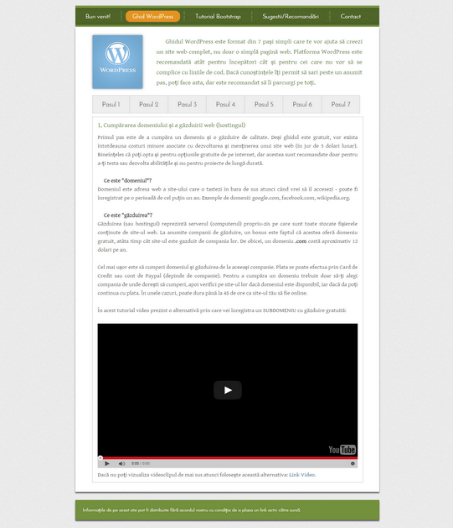 Bun venit!
Ghid WordPress
Tutorial Bootstrap
Sugestii/Recomandări
Contact
Ghidul WordPress este format din 7 pași simpli care te vor ajuta să creezi
un site web complet, nu doar o simplă pagină web. Platforma WordPress este
recomandată atât pentru începători cât și pentru cei care nu vor să se
complice cu liniile de cod. Dacă cunoștințele îți permit să sari peste un anumit
pas, poți face asta, dar este recomandat să îi parcurgi pe toți.
WORDPRESS
Pasul 1
Pasul 2
Pasul 3
Pasul 4
Pasul 5
Pasul 6
Pasul 7
1. Cumpărarea domeniului și a găzduirii web (hostingul)
Primul pas este de a cumpăra un domeniu și o găzduire de calitate. Deși ghidul este gratuit, vor exista
întotdeauna costuri minore asociate cu dezvoltarea și menținerea unui site web (în jur de 5 dolari lunar).
Bineînțeles că poți opta și pentru opțiunile gratuite de pe internet, dar acestea sunt recomandate doar pentru
a-ți testa sau dezvolta abilitățile și nu pentru proiecte de lungă durată.
Ce este "domeniul"?
Domeniul este adresa web a site-ului care o tastezi în bara de sus atunci când vrei să îl accesezi - poate fi
înregistrat pe o perioadă de cel puțin un an. Exemple de domenii: google.com, facebook.com, wikipedia.org.
Ce este "găzduirea"?
Găzduirea (sau hostingul) reprezintă serverul (computerul) propriu-zis pe care sunt toate stocate fișierele
conținute de site-ul web. La anumite companii de găzduire, un bonus este faptul că acestea oferă domeniu
gratuit, atâta timp cât site-ul este gazduit de compania lor. De obicei, un domeniu .com costă aproximativ 12
dolari pe an.
Cel mai ușor este să cumperi domeniul și găzduirea de la aceeași companie. Plata se poate efectua prin Card de
Credit sau cont de Paypal (depinde de companie). Pentru a cumpăra un domeniu trebuie doar să-ți alegi
compania de unde dorești să cumperi, apoi verifici pe site-ul lor dacă domeniul este disponibil, iar dacă da poți
continua cu plata. În unele cazuri, poate dura până la 48 de ore ca site-ul tău să fie online.
În acest tutorial video prezint o alternativă prin care vei înregistra un SUBDOMENIU cu găzduire gratuită:
YouTube
0:00 / 0:00
Dacă nu poți vizualiza videoclipul de mai sus atunci folosește această alternativă: Link Video.
Informațiile de pe acest site pot fi distribuite fără acordul nostru cu condiția de a plasa un link activ către sursă